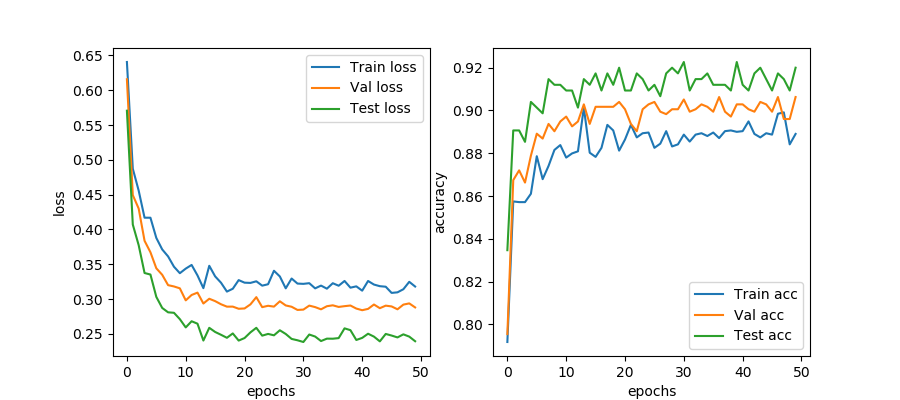 0.65
0.60
0.55
0.50
0.45
0.40
0.35
0.30
0.25
loss
Train loss
Val loss
Test loss
0 10 20 30 40 50
epochs
0.92
0.90
0.88
0.86
0.84
0.82
0.80
accuracy
Train acc
Val acc
Test acc
0 10 20 30 40 50
epochs